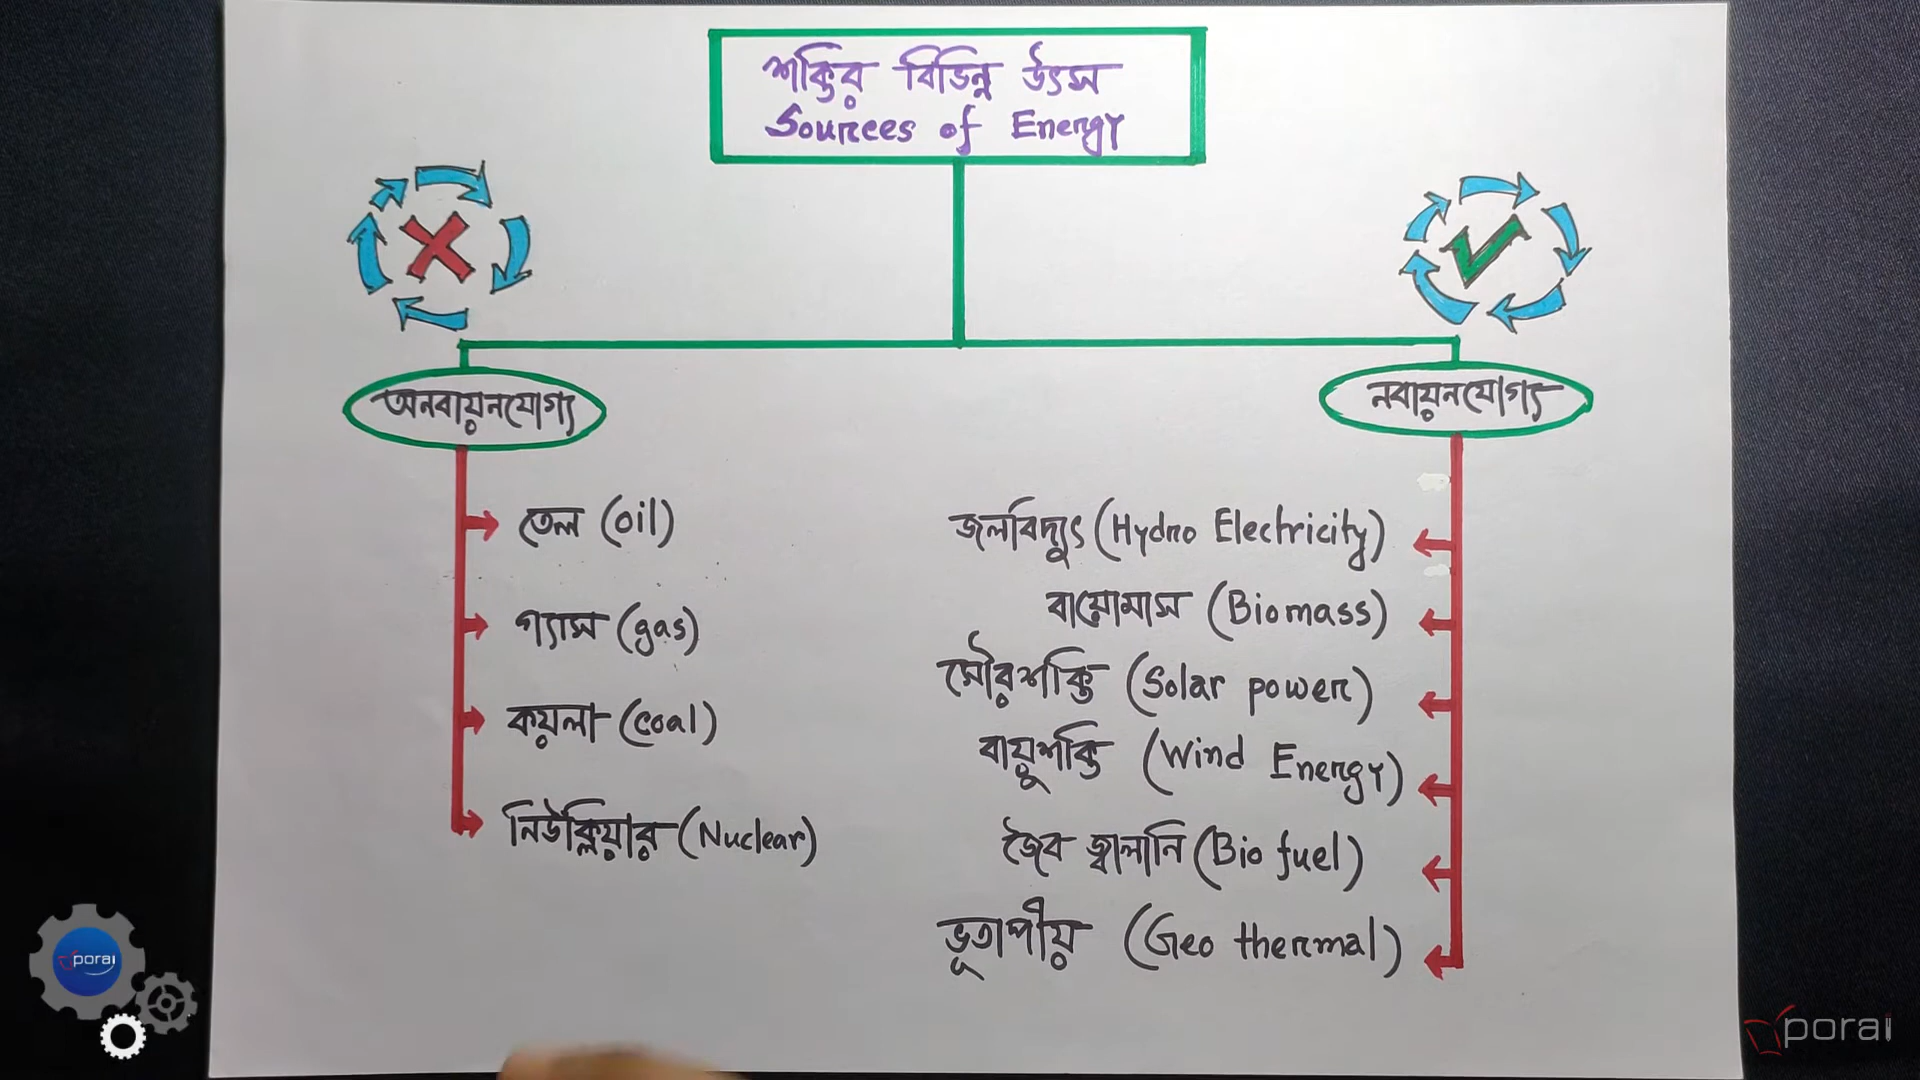 শক্তির বিভিন্ন উৎস
Sources of Energy
অনবায়নযোগ্য
তেল (oil)
গ্যাস (gas)
কয়লা (coal)
নিউক্লিয়ার (Nuclear)
নবায়নযোগ্য
জলবিদ্যুৎ (Hydro Electricity)
বায়োমাস (Biomass)
সৌরশক্তি (Solar power)
বায়ুশক্তি (Wind Energy)
জৈব জ্বালানি (Bio fuel)
ভূতাপীয় (Geo thermal)
porai
porai